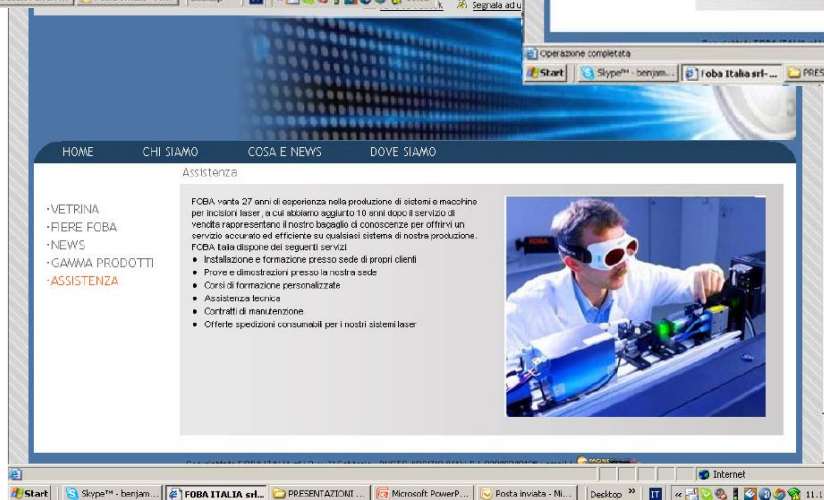 Segnala ad u
Operazione completata
Start Skype™ - benjam... Foba Italia srl-... PRES
HOME CHI SIAMO COSA E NEWS DOVE SIAMO
Assistenza
·VETRINA
·FIERE FOBA
·NEWS
·GAMMA PRODOTTI
·ASSISTENZA
FOBA vanta 27 anni di esperienza nella produzione di sistemi e macchine
per incisioni laser, a cui abbiamo aggiunto 10 anni dopo il servizio di
vendita rappresentano il nostro bagaglio di conoscenze per offrirvi un
servizio accurato ed efficiente su qualsiasi sistema di nostra produzione.
FOBA Italia dispone dei seguenti servizi
• Installazione e formazione presso sede di propri clienti
• Prove e dimostrazioni presso la nostra sede
• Corsi di formazione personalizzate
• Assistenza tecnica
• Contratti di manutenzione
• Offerte spedizioni consumabili per i nostri sistemi laser
FOBA
Internet
Start Skype™ - benjam... FOBA ITALIA srl... PRESENTAZIONI ... Microsoft PowerP... Posta inviata - Mi... Desktop » IT «